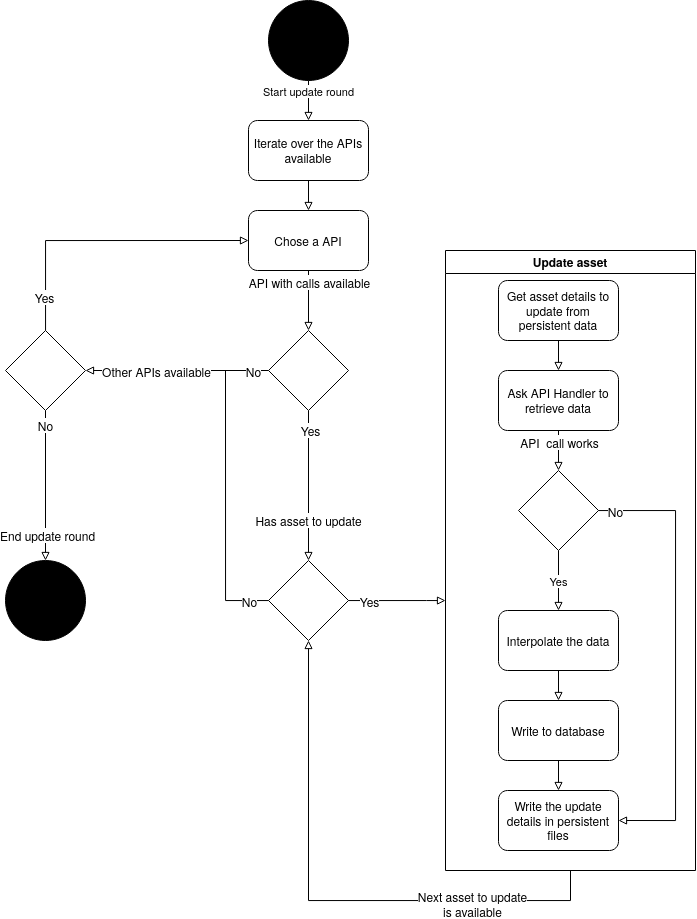 Start update round
Iterate over the APIs
available
Chose a API
API with calls available
Yes
Other APIs available
No
No
Yes
End update round
Has asset to update
No
Yes
Update asset
Get asset details to
update from
persistent data
Ask API Handler to
retrieve data
API call works
No
Yes
Interpolate the data
Write to database
Write the update
details in persistent
files
Next asset to update
is available